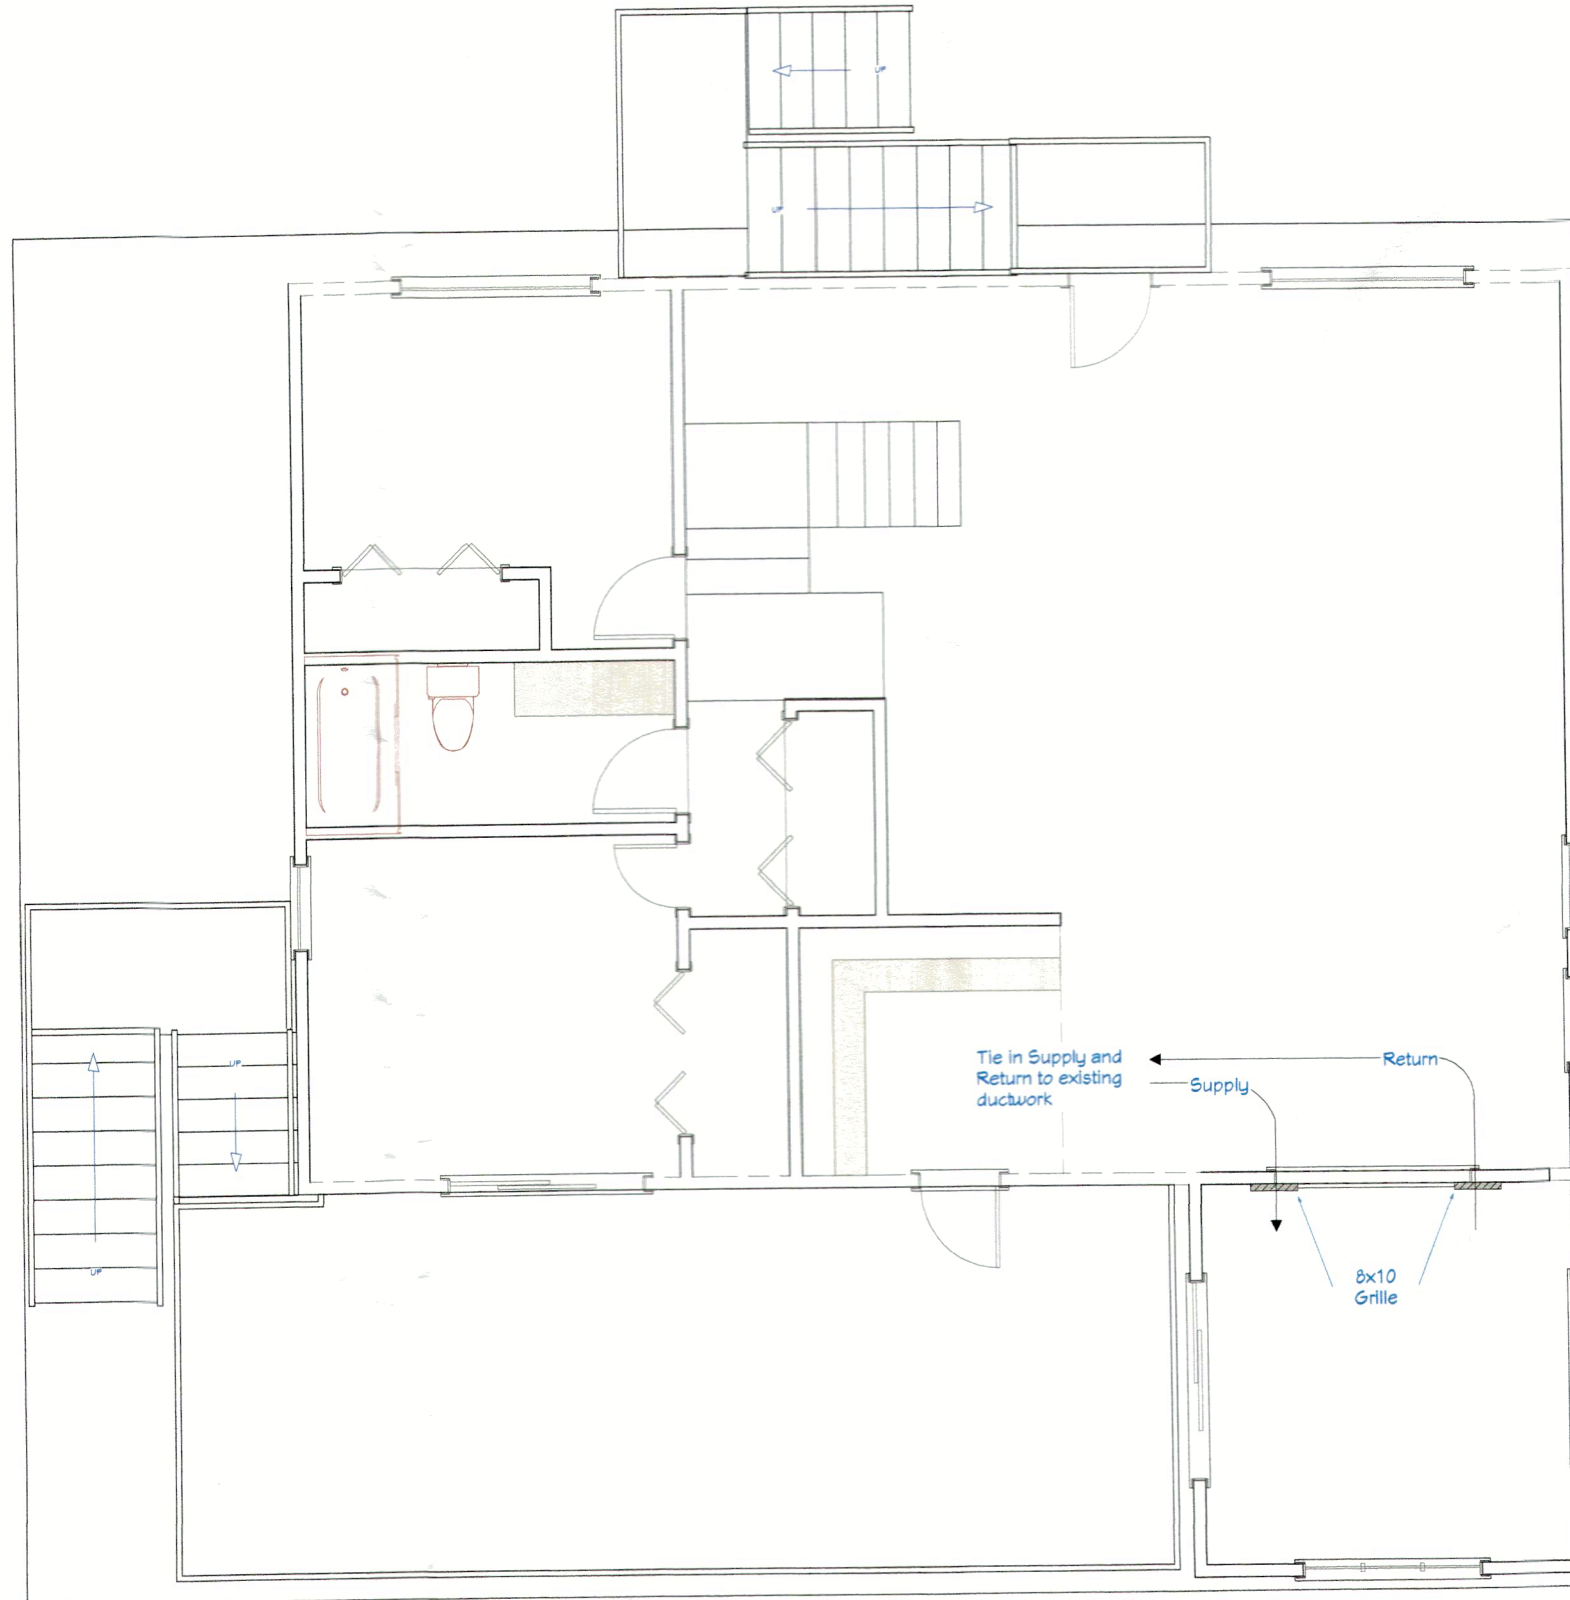 UP
UP
Tie in Supply and
Return to existing
ductwork
Return
Supply
UP
8x10
Grille
UP